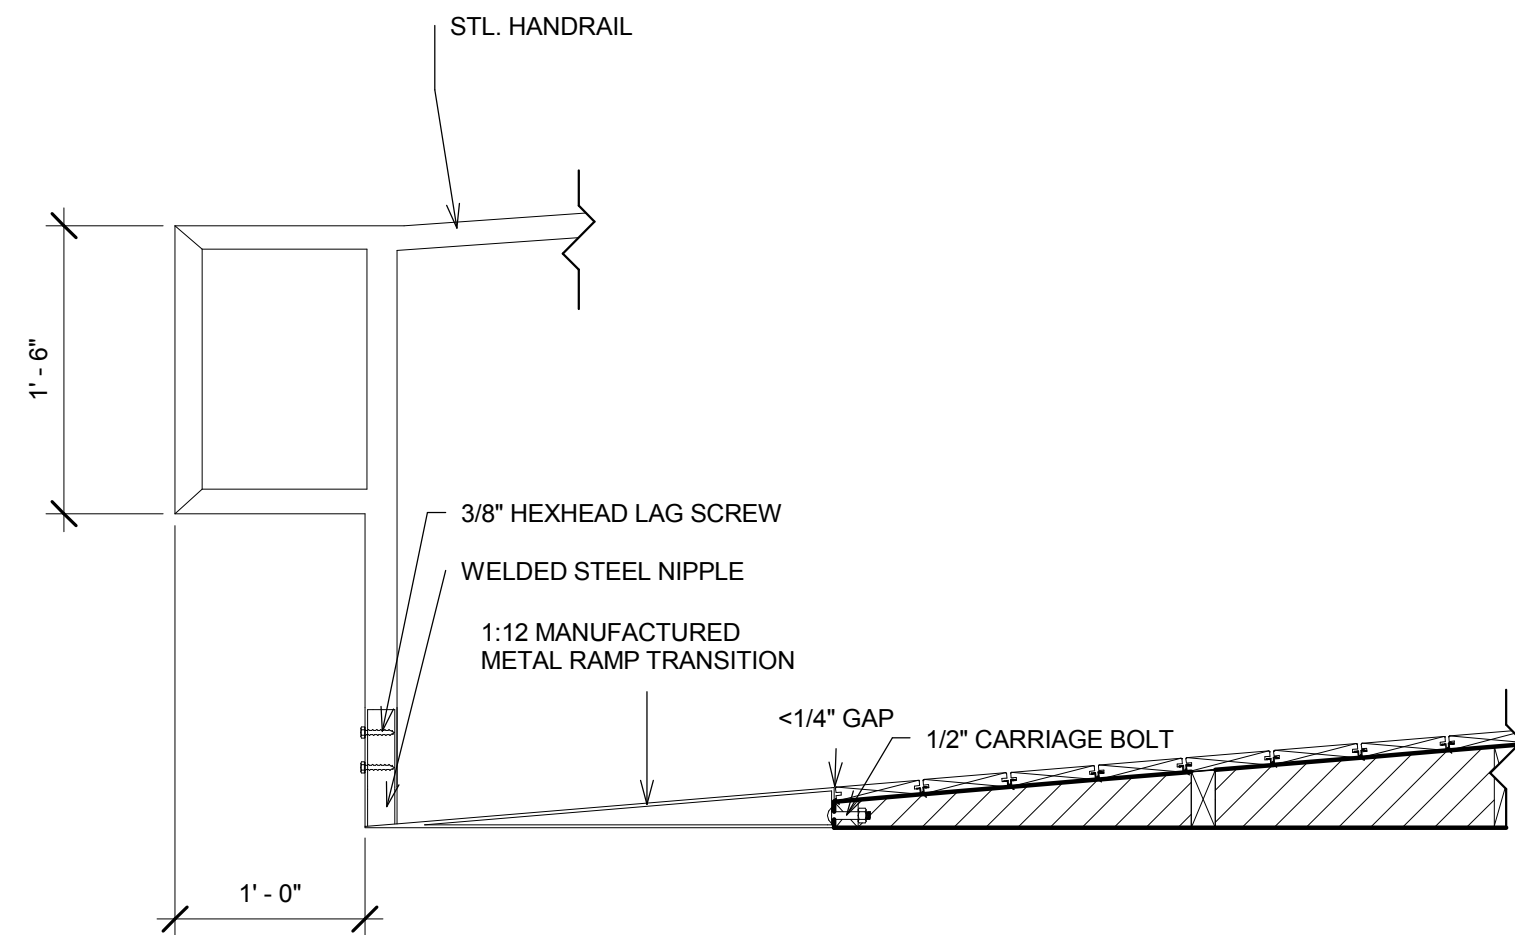 STL. HANDRAIL
1' - 6"
3/8" HEXHEAD LAG SCREW
WELDED STEEL NIPPLE
1:12 MANUFACTURED
METAL RAMP TRANSITION
<1/4" GAP
1/2" CARRIAGE BOLT
1' - 0"